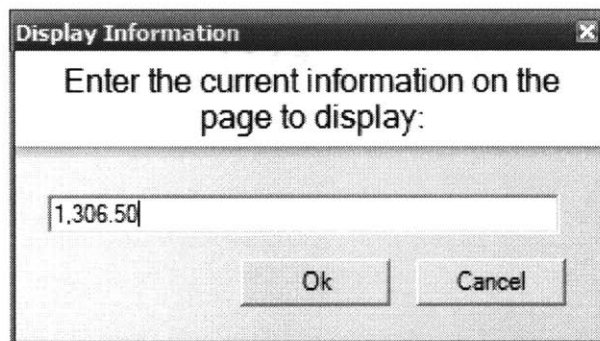 Display Information
Enter the current information on the
page to display:
1,306.50
Ok
Cancel